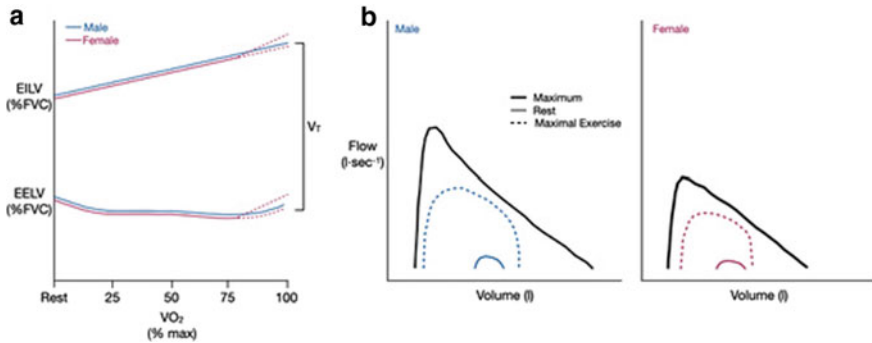 a
Male
Female
EILV
(%FVC)
VT
EELV
(%FVC)
Rest
25
50
75
100
VO2
(% max)
b
Male
Maximum
Rest
Maximal Exercise
Flow
(l·sec⁻¹)
Volume (l)
Female
Volume (l)